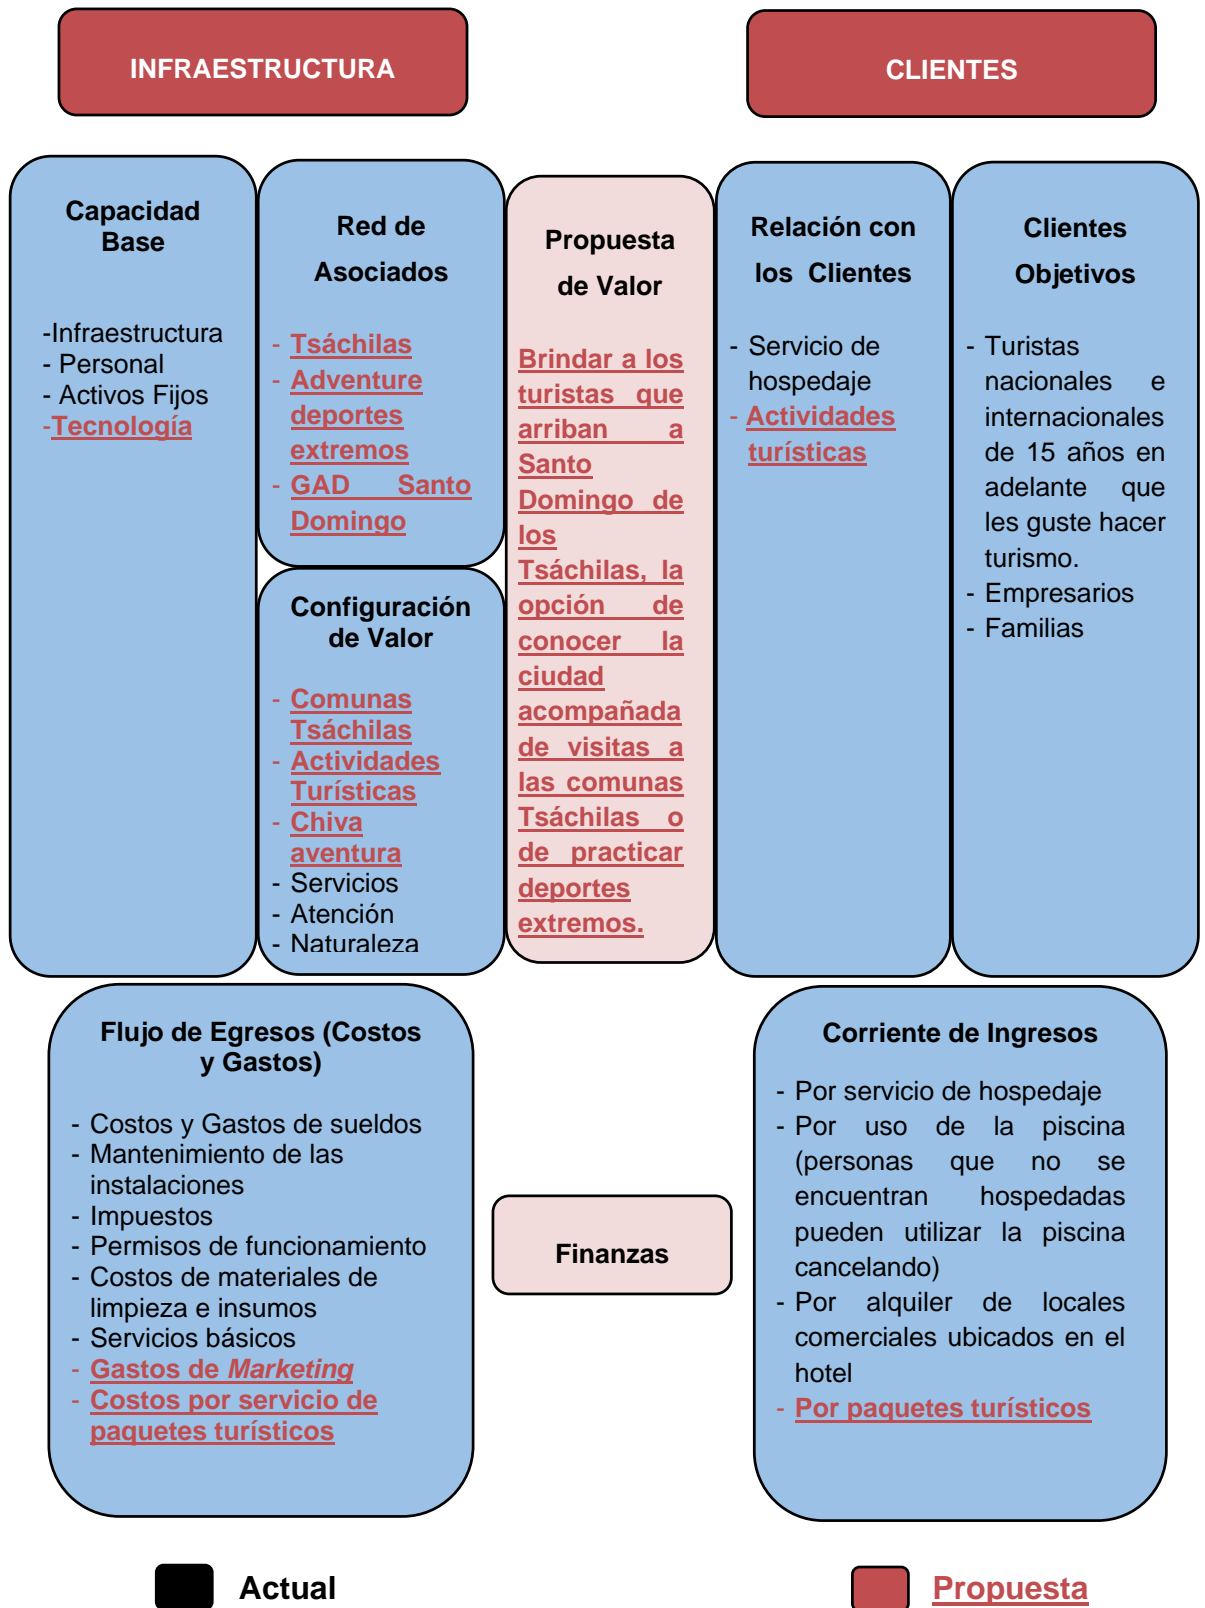 INFRAESTRUCTURA
CLIENTES
Capacidad
Base
-Infraestructura
- Personal
- Activos Fijos
-Tecnología
Red de
Asociados
- Tsáchilas
- Adventure
deportes
extremos
- GAD Santo
Domingo
Configuración
de Valor
- Comunas
Tsáchilas
- Actividades
Turísticas
- Chiva
aventura
- Servicios
- Atención
- Naturaleza
Propuesta
de Valor
Brindar a los
turistas que
arriban a
Santo
Domingo de
los
Tsáchilas, la
opción de
conocer la
ciudad
acompañada
de visitas a
las comunas
Tsáchilas o
de practicar
deportes
extremos.
Relación con
los Clientes
- Servicio de
hospedaje
- Actividades
turísticas
Clientes
Objetivos
- Turistas
nacionales e
internacionales
de 15 años en
adelante que
les guste hacer
turismo.
- Empresarios
- Familias
Flujo de Egresos (Costos
y Gastos)
- Costos y Gastos de sueldos
- Mantenimiento de las
instalaciones
- Impuestos
- Permisos de funcionamiento
- Costos de materiales de
limpieza e insumos
- Servicios básicos
- Gastos de Marketing
- Costos por servicio de
paquetes turísticos
Finanzas
Corriente de Ingresos
- Por servicio de hospedaje
- Por uso de la piscina
(personas que no se
encuentran hospedadas
pueden utilizar la piscina
cancelando)
- Por alquiler de locales
comerciales ubicados en el
hotel
- Por paquetes turísticos
Actual
Propuesta